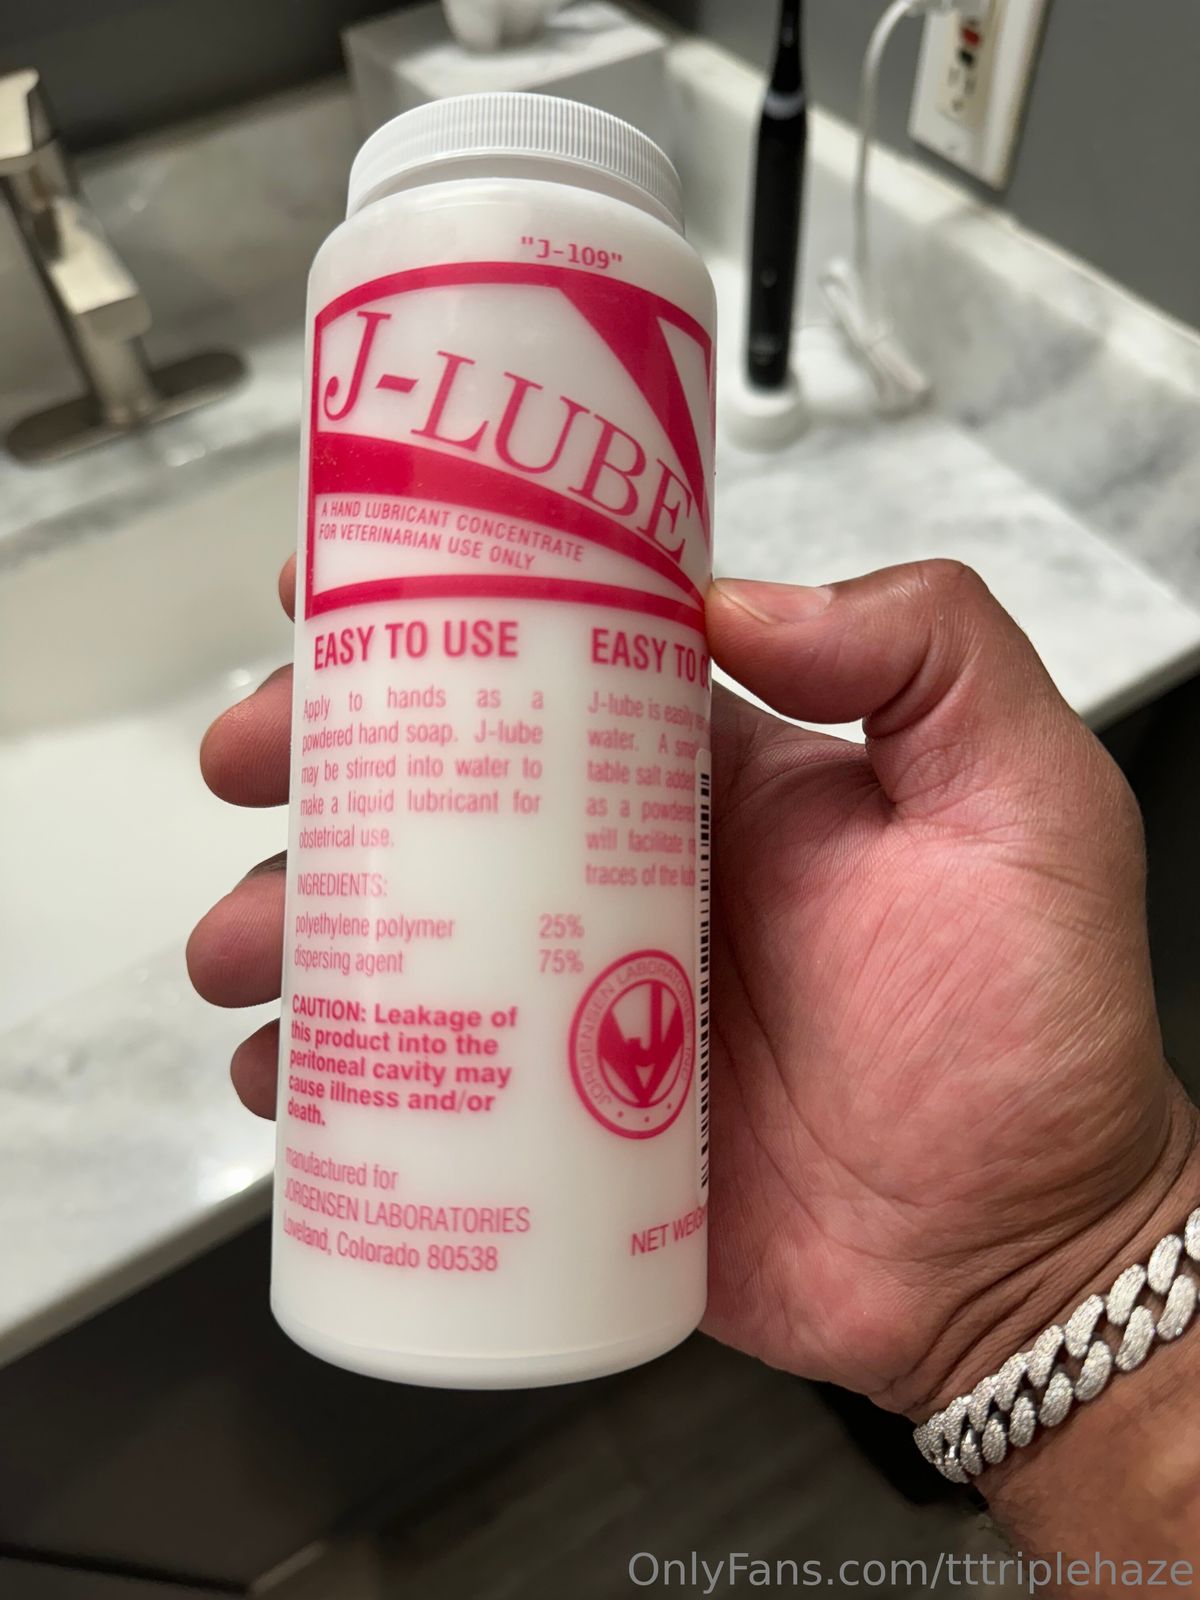 "J-109"
J-LUBE
A HAND LUBRICANT CONCENTRATE
FOR VETERINARIAN USE ONLY
EASY TO USE
Apply to hands as a
powdered hand soap. J-lube
may be stirred into water to
make a liquid lubricant for
obstetrical use.
INGREDIENTS:
polyethylene polymer 25%
dispersing agent 75%
CAUTION: Leakage of
this product into the
peritoneal cavity may
cause illness and/or
death.
manufactured for
JORGENSEN LABORATORIES
Loveland, Colorado 80538
EASY TO
J-lube is easily
water. A
table salt added
as a powdered
will facilitate
traces of the
JORGENSEN LABORATORIES INC.
NET
OnlyFans.com/tttriplehaze